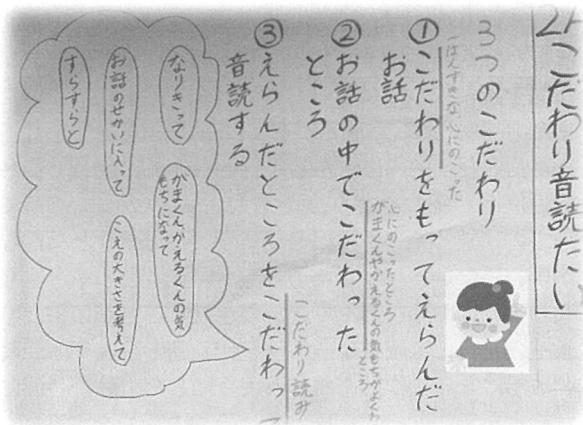 こだわり音読たい
3つのこだわり
一ばんすきな、心にのこった
①こだわりをもってえらんだ
お話
心にのこったところ
がまくんやかえるくんの気もちがよくわ
ところ
②お話の中でこだわった
ところ
こだわり読み
③えらんだところをこだわっ
音読する
なりきって
がまくん、かえるくんの気
もちになって
お話のせかいに入って
こえの大きさを考えて
すらすらと